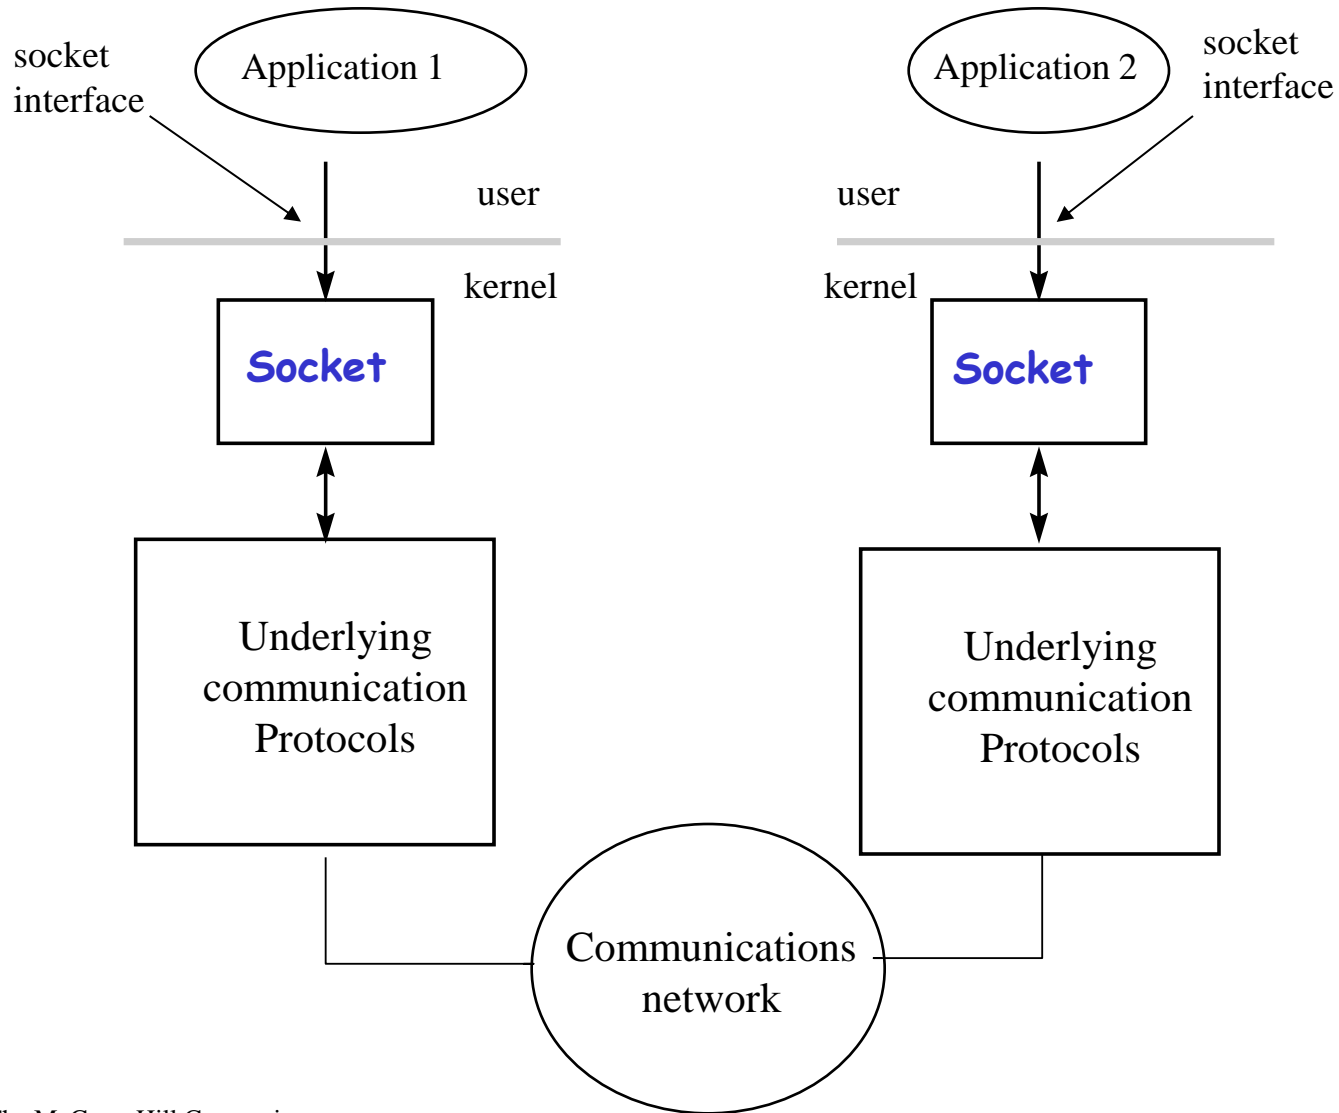 socket
interface
Application 1
Application 2
socket
interface
user
user
kernel
kernel
Socket
Socket
Underlying
communication
Protocols
Underlying
communication
Protocols
Communications
network